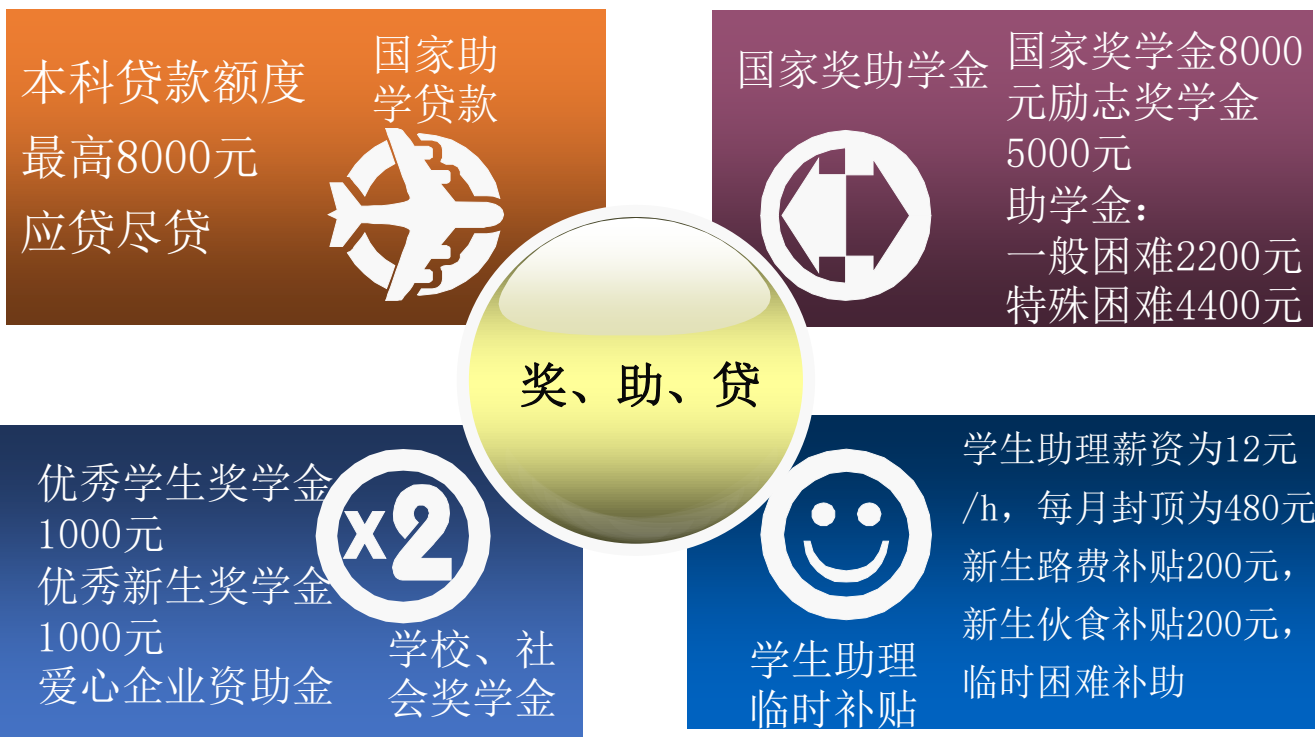 本科贷款额度
最高8000元
应贷尽贷
国家助
学贷款
国家奖助学金
国家奖学金8000
元励志奖学金
5000元
助学金：
一般困难2200元
特殊困难4400元
奖、助、贷
优秀学生奖学金
1000元
优秀新生奖学金
1000元
爱心企业资助金
x2
学校、社
会奖学金
学生助理
临时补贴
学生助理薪资为12元
/h，每月封顶为480元
新生路费补贴200元，
新生伙食补贴200元，
临时困难补助